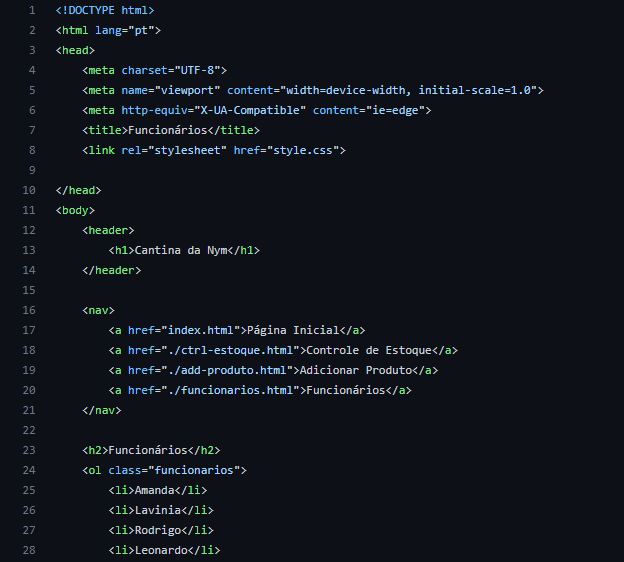 1 <!DOCTYPE html>
2 <html lang="pt">
3 <head>
4     <meta charset="UTF-8">
5     <meta name="viewport" content="width=device-width, initial-scale=1.0">
6     <meta http-equiv="X-UA-Compatible" content="ie=edge">
7     <title>Funcionários</title>
8     <link rel="stylesheet" href="style.css">
9
10 </head>
11 <body>
12     <header>
13         <h1>Cantina da Nym</h1>
14     </header>
15
16     <nav>
17         <a href="index.html">Página Inicial</a>
18         <a href="./ctrl-estoque.html">Controle de Estoque</a>
19         <a href="./add-produto.html">Adicionar Produto</a>
20         <a href="./funcionarios.html">Funcionários</a>
21     </nav>
22
23     <h2>Funcionários</h2>
24     <ol class="funcionarios">
25         <li>Amanda</li>
26         <li>Lavinia</li>
27         <li>Rodrigo</li>
28         <li>Leonardo</li>